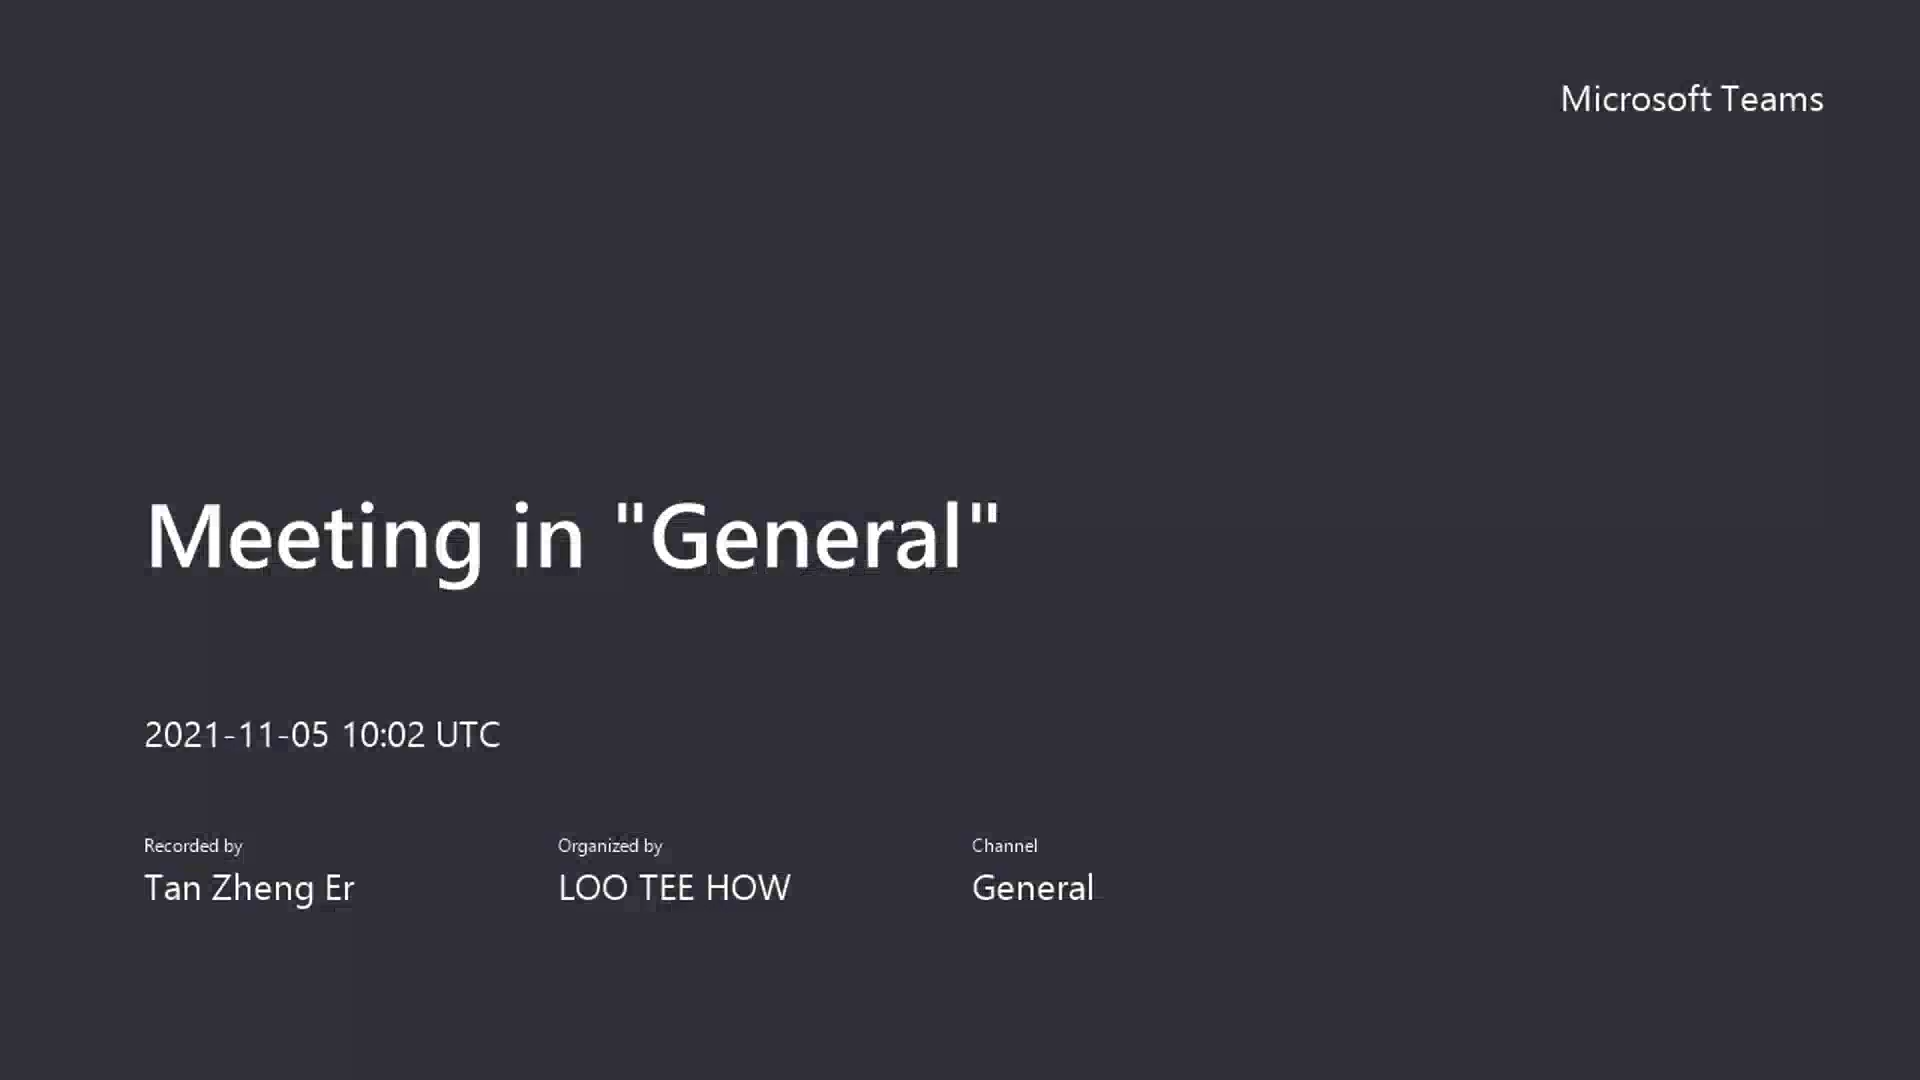 Microsoft Teams
Meeting in "General"
2021-11-05 10:02 UTC
Recorded by
Tan Zheng Er
Organized by
LOO TEE HOW
Channel
General